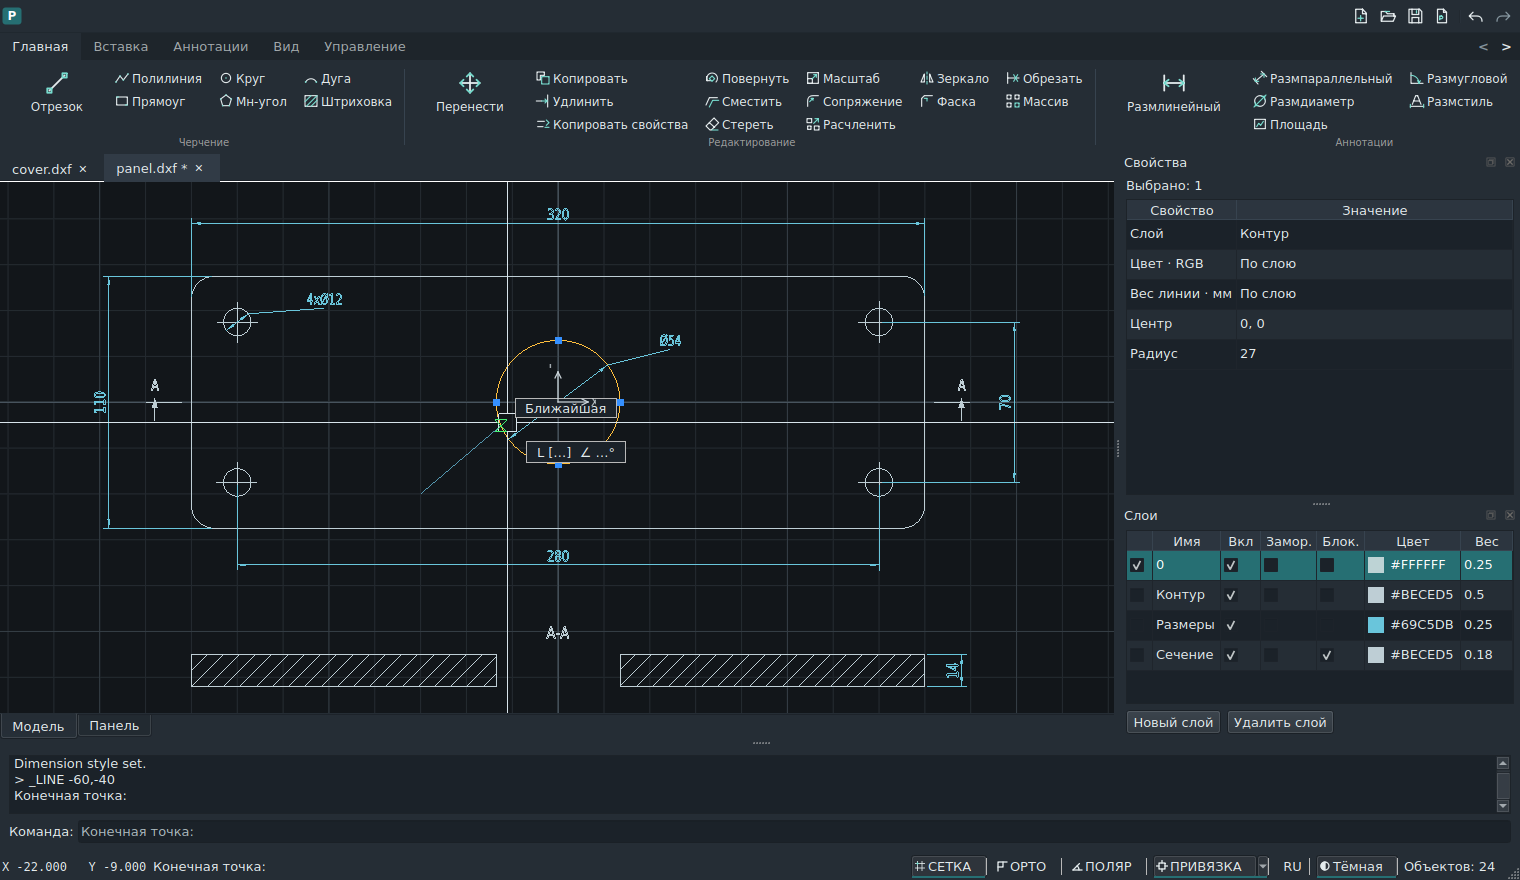 P
Главная Вставка Аннотации Вид Управление < >
Отрезок
Полилиния Круг Дуга
Прямоуг Мн-угол Штриховка
Черчение
Перенести
Копировать Повернуть Масштаб Зеркало Обрезать
Удлинить Сместить Сопряжение Фаска Массив
Копировать свойства Стереть Расчленить
Редактирование
Размлинейный
Размпараллельный Размугловой
Размдиаметр Размстиль
Площадь
Аннотации
cover.dxf × panel.dxf * ×
320
4xØ12
Ø54
110
A
A
70
X
Ближайшая
L [...] ∠ ...°
280
A-A
14
Модель Панель
Свойства
Выбрано: 1
Свойство Значение
Слой Контур
Цвет · RGB По слою
Вес линии · мм По слою
Центр 0, 0
Радиус 27
Слои
Имя Вкл Замор. Блок. Цвет Вес
0 #FFFFFF 0.25
Контур #BECED5 0.5
Размеры #69C5DB 0.25
Сечение #BECED5 0.18
Новый слой Удалить слой
Dimension style set.
> _LINE -60,-40
Конечная точка:
Команда: Конечная точка:
X -22.000 Y -9.000 Конечная точка: СЕТКА ОРТО ПОЛЯР ПРИВЯЗКА RU Тёмная Объектов: 24